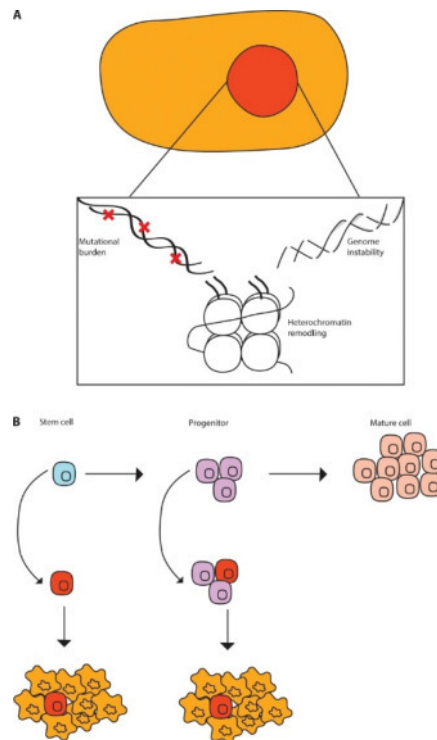 A
Mutational
burden
Genome
instability
Heterochromatin
remodling
B
Stem cell
Progenitor
Mature cell